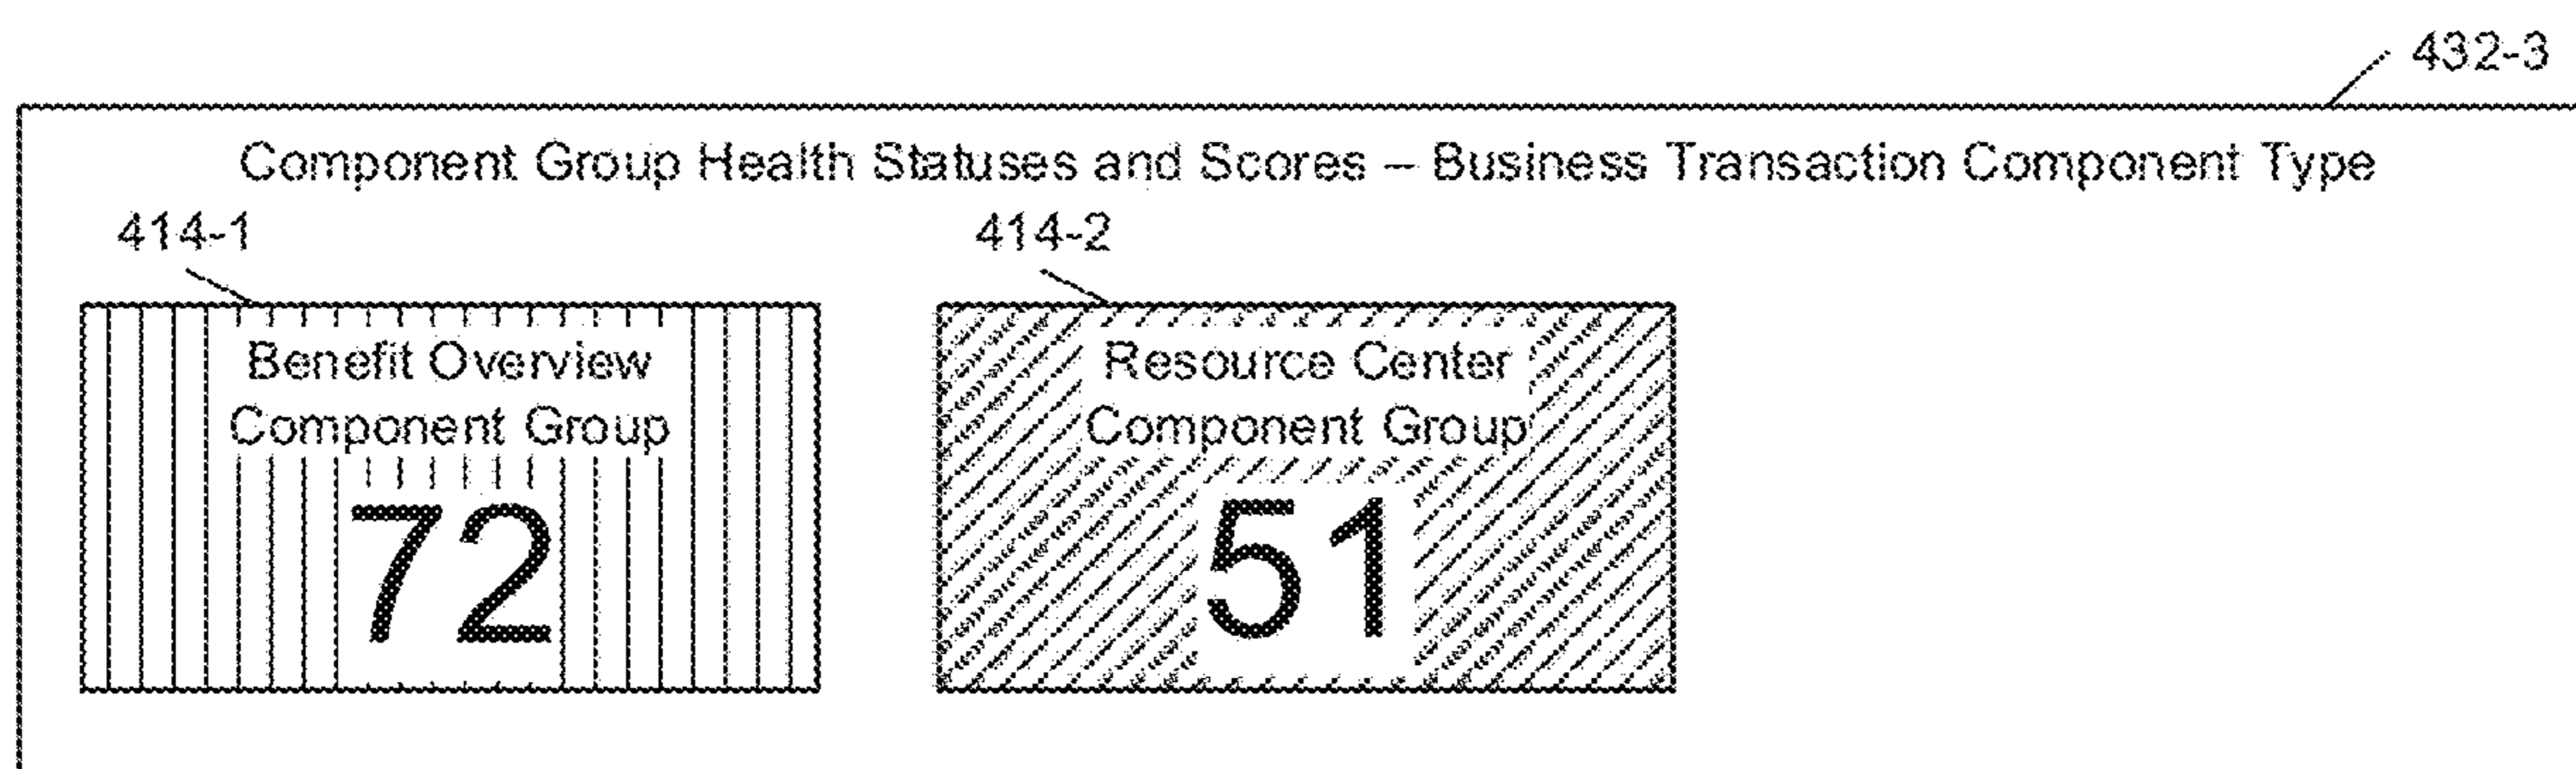 432-3
Component Group Health Statuses and Scores – Business Transaction Component Type
414-1
414-2
Benefit Overview
Component Group
72
Resource Center
Component Group
51